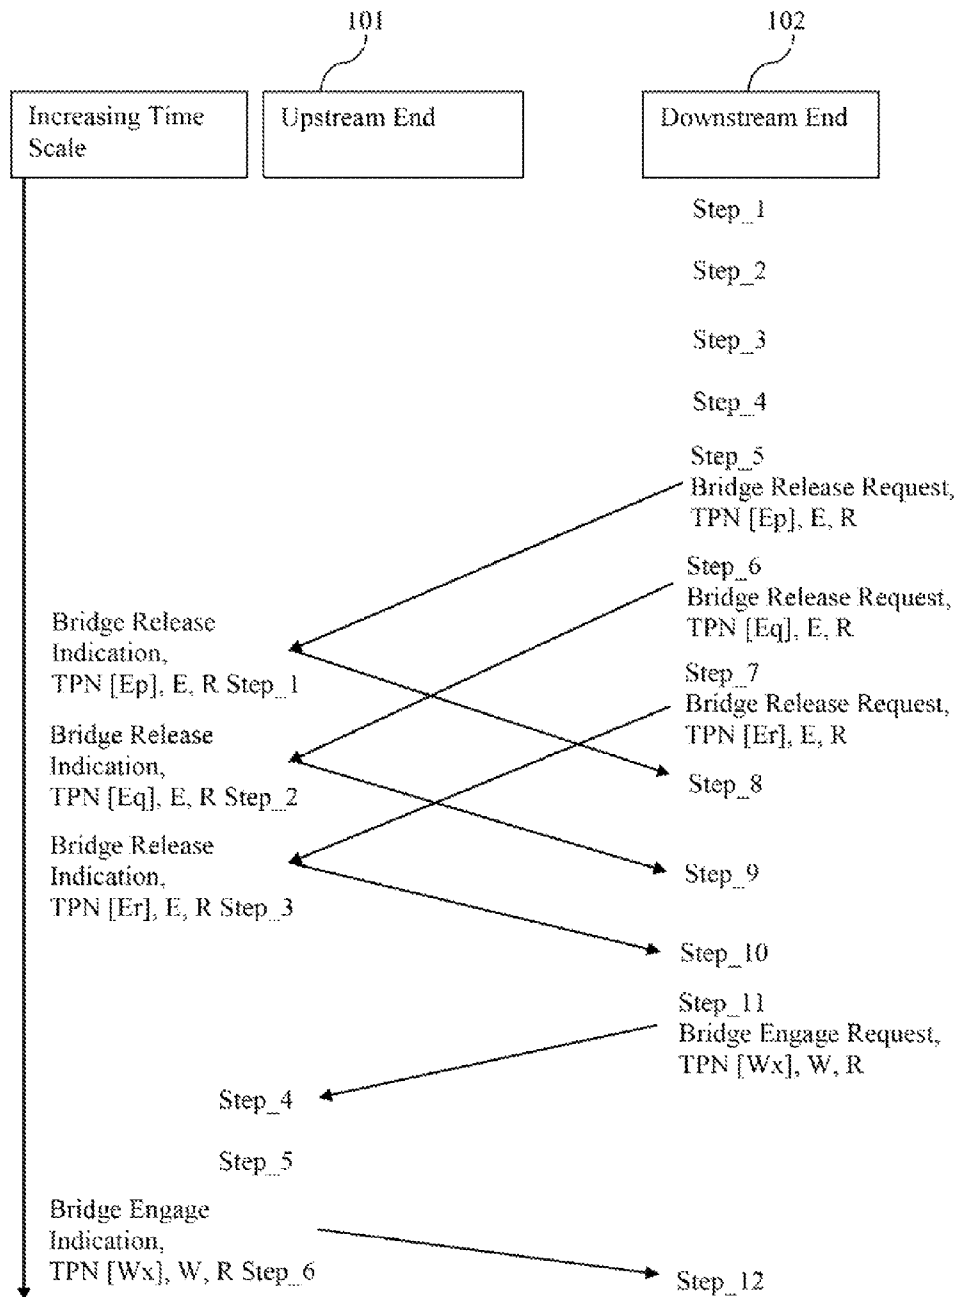 101
102
Increasing Time
Scale
Upstream End
Downstream End
Step_1
Step_2
Step_3
Step_4
Step_5
Bridge Release Request,
TPN [Ep], E, R
Step_6
Bridge Release Request,
TPN [Eq], E, R
Bridge Release
Indication,
TPN [Ep], E, R Step_1
Step_7
Bridge Release Request,
TPN [Er], E, R
Bridge Release
Indication,
TPN [Eq], E, R Step_2
Step_8
Bridge Release
Indication,
TPN [Er], E, R Step_3
Step_9
Step_10
Step_11
Bridge Engage Request,
TPN [Wx], W, R
Step_4
Step_5
Bridge Engage
Indication,
TPN [Wx], W, R Step_6
Step_12